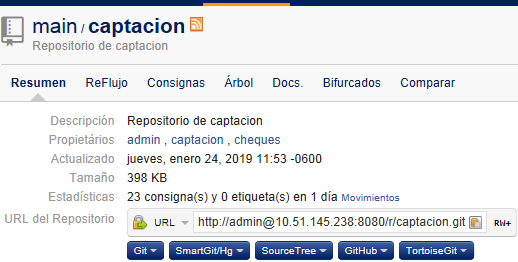 main / captacion
Repositorio de captacion
Resumen ReFlujo Consignas Árbol Docs. Bifurcados Comparar
Descripción Repositorio de captacion
Propietários admin , captacion , cheques
Actualizado jueves, enero 24, 2019 11:53 -0600
Tamaño 398 KB
Estadísticas 23 consigna(s) y 0 etiqueta(s) en 1 día Movimientos
URL del Repositorio URL http://admin@10.51.145.238:8080/r/captacion.git RW+
Git SmartGit/Hg SourceTree GitHub TortoiseGit